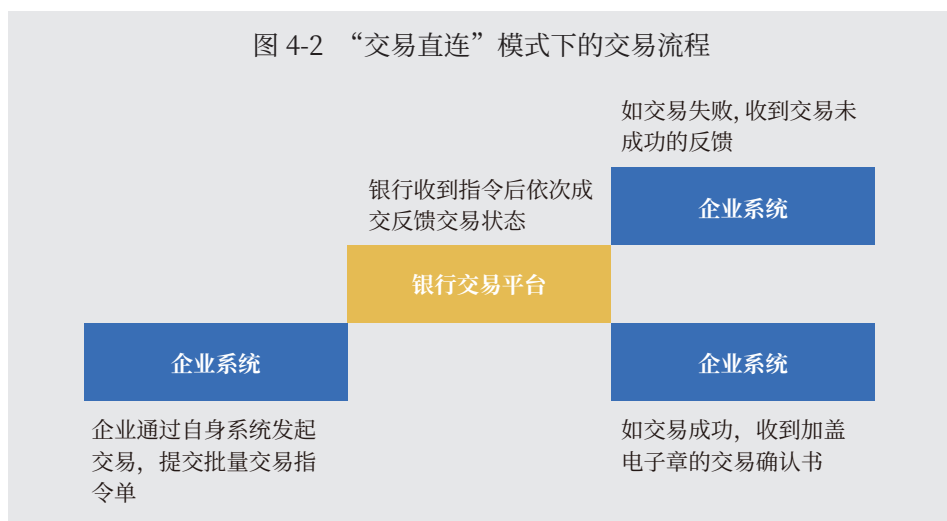 图 4-2 “交易直连”模式下的交易流程
如交易失败, 收到交易未
成功的反馈
企业系统
银行收到指令后依次成
交反馈交易状态
银行交易平台
企业系统
企业通过自身系统发起
交易，提交批量交易指
令单
企业系统
如交易成功，收到加盖
电子章的交易确认书